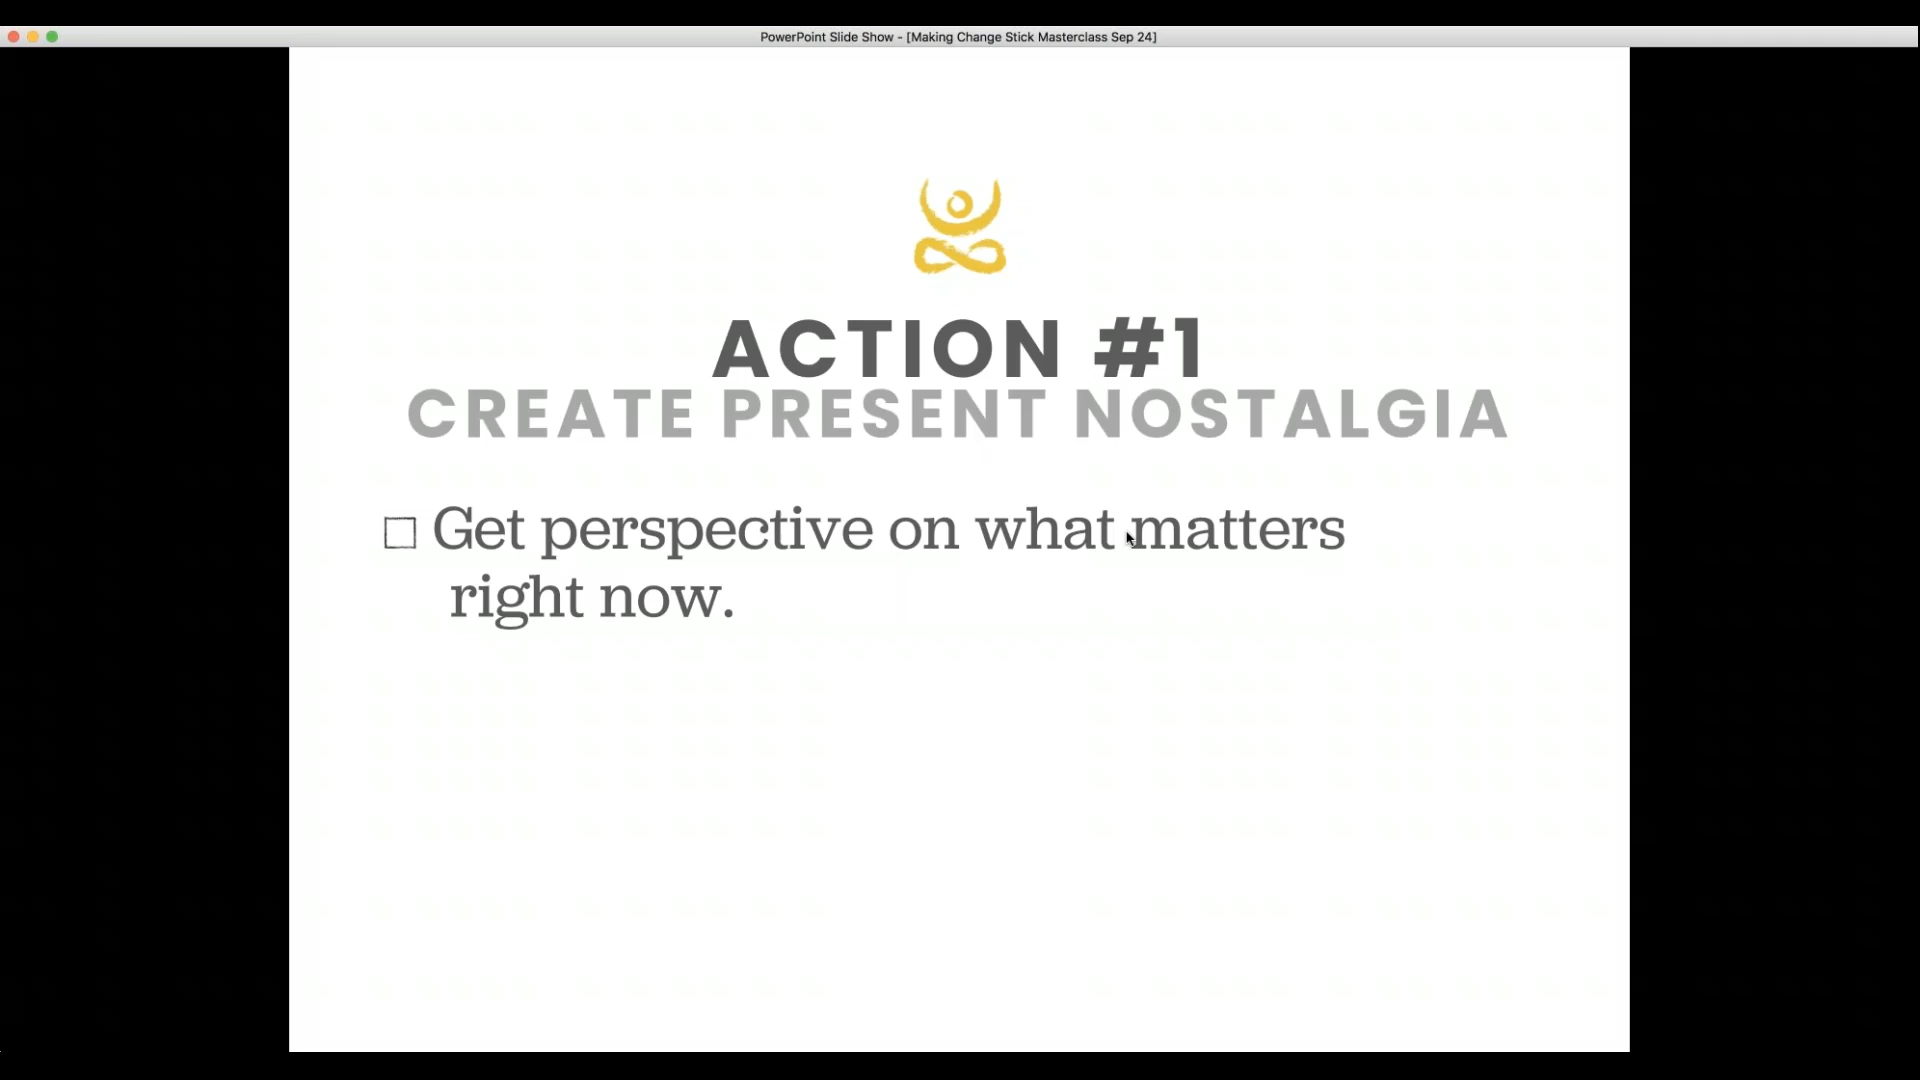 PowerPoint Slide Show - [Making Change Stick Masterclass Sep 24]
ACTION #1
CREATE PRESENT NOSTALGIA
☐ Get perspective on what matters
right now.